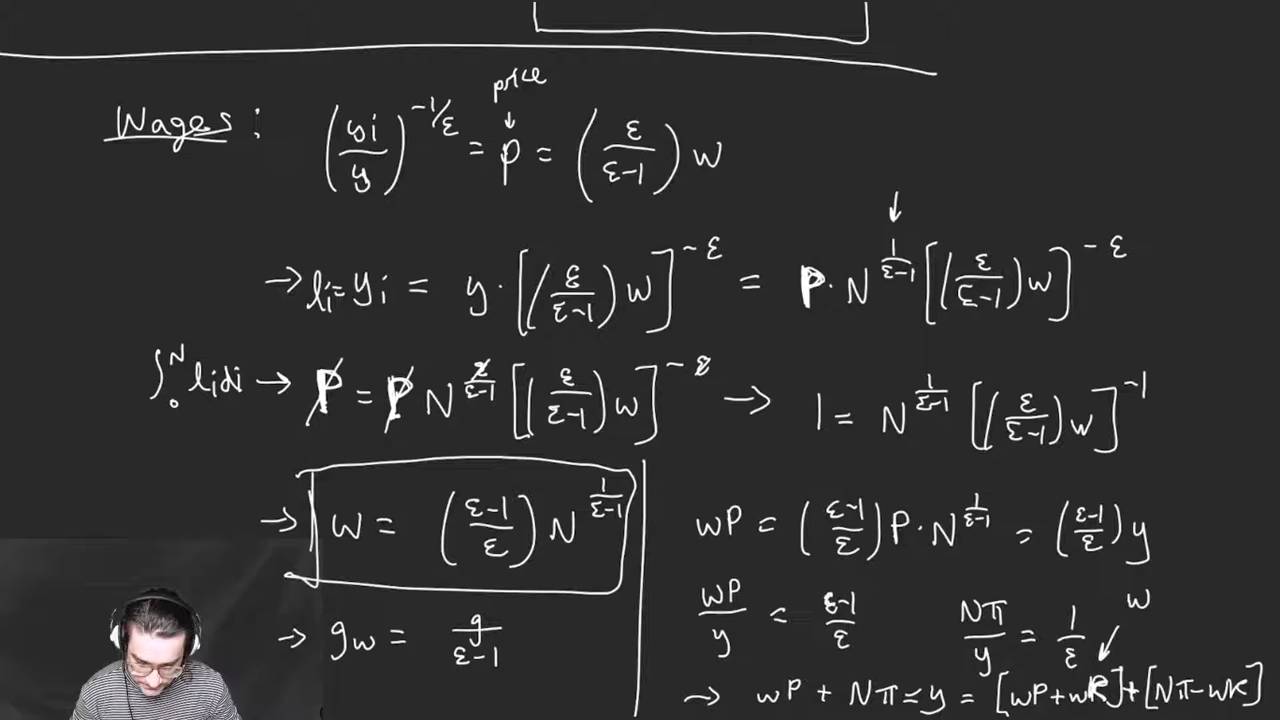 price
↓
Wages: (yi/y)^{-1/ε} = p = (ε/(ε-1)) w
↓
→ li = yi = y · [(ε/(ε-1)) w]^{-ε} = P · N^{1/(ε-1)} [(ε/(ε-1)) w]^{-ε}
∫₀^N li di → P = P N^{ε/(ε-1)} [(ε/(ε-1)) w]^{-ε} → 1 = N^{1/(ε-1)} [(ε/(ε-1)) w]^{-1}
→ w = ((ε-1)/ε) N^{1/(ε-1)}
→ gw = g/(ε-1)
wP = ((ε-1)/ε) P · N^{1/(ε-1)} = ((ε-1)/ε) y
wP/y = (ε-1)/ε Nπ/y = 1/ε w
→ wP + Nπ = y = [wP + wR] + [Nπ - wR]